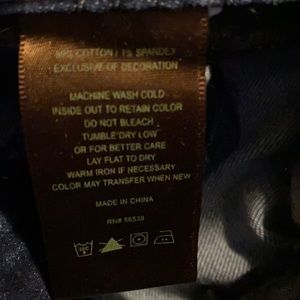 COTTON / 1% SPANDEX
EXCLUSIVE OF DECORATION
MACHINE WASH COLD
INSIDE OUT TO RETAIN COLOR
DO NOT BLEACH
TUMBLE DRY LOW
OR FOR BETTER CARE
LAY FLAT TO DRY
WARM IRON IF NECESSARY
COLOR MAY TRANSFER WHEN NEW
MADE IN CHINA
RN# 56539